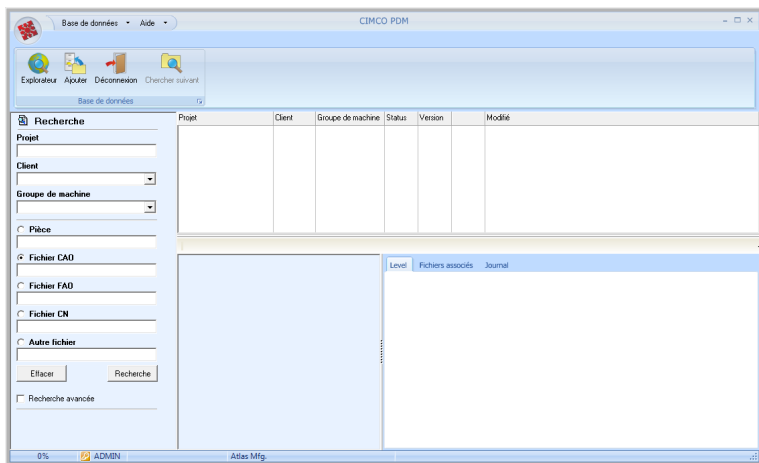 Base de données Aide CIMCO PDM
Explorateur Ajouter Déconnexion Chercher suivant
Base de données
Recherche
Projet Client Groupe de machine Status Version Modifié
Projet
Client
Groupe de machine
Pièce
Fichier CAO
Level Fichiers associés Journal
Fichier FAO
Fichier CN
Autre fichier
Effacer Recherche
Recherche avancée
0% ADMIN Atlas Mfg.